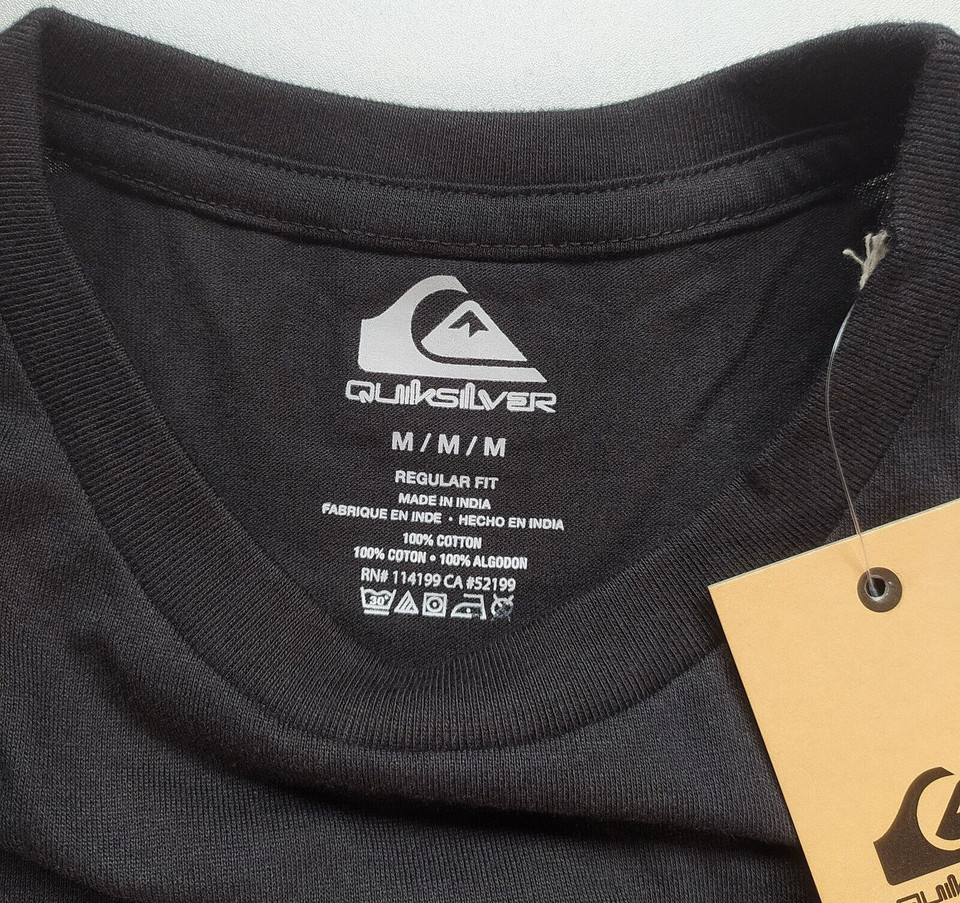 QUIKSILVER
M / M / M
REGULAR FIT
MADE IN INDIA
FABRIQUE EN INDE • HECHO EN INDIA
100% COTTON
100% COTON • 100% ALGODON
RN# 114199 CA #52199
30°
QUIK